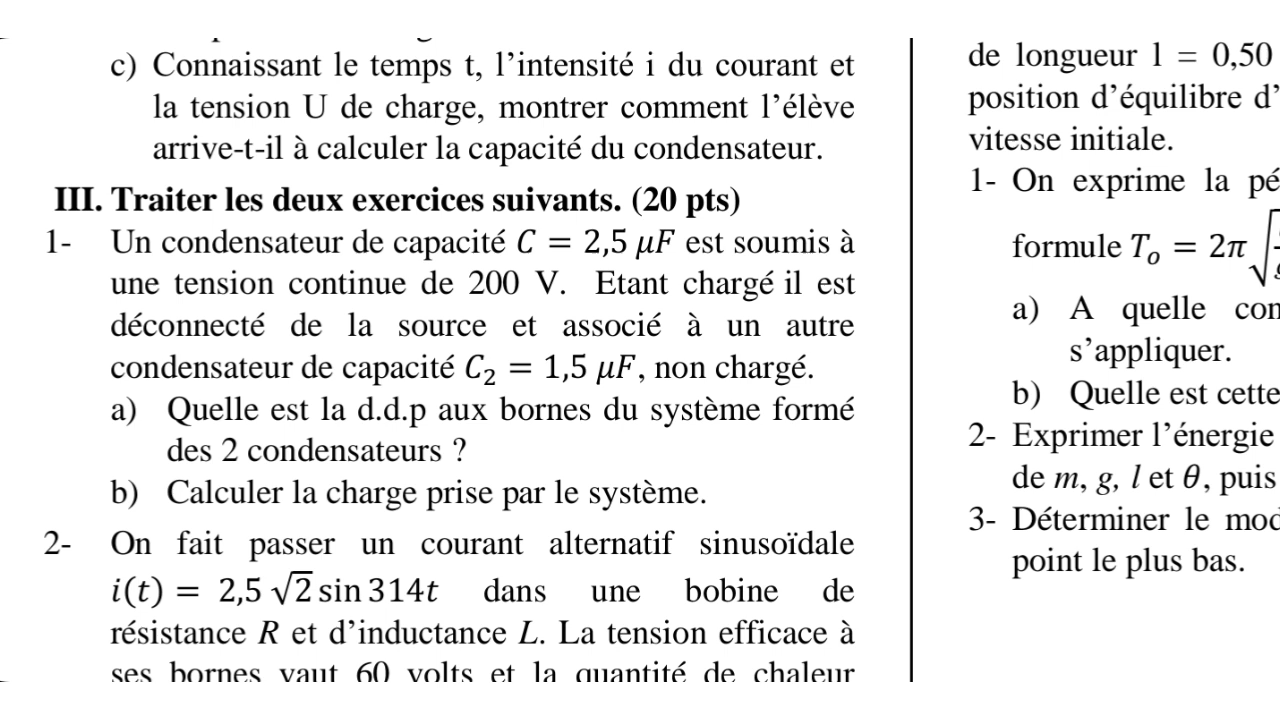 c) Connaissant le temps t, l'intensité i du courant et
la tension U de charge, montrer comment l'élève
arrive-t-il à calculer la capacité du condensateur.
III. Traiter les deux exercices suivants. (20 pts)
1- Un condensateur de capacité C = 2,5 μF est soumis à
une tension continue de 200 V. Etant chargé il est
déconnecté de la source et associé à un autre
condensateur de capacité C₂ = 1,5 μF, non chargé.
a) Quelle est la d.d.p aux bornes du système formé
des 2 condensateurs ?
b) Calculer la charge prise par le système.
2- On fait passer un courant alternatif sinusoïdale
i(t) = 2,5 √2 sin 314t dans une bobine de
résistance R et d'inductance L. La tension efficace à
ses bornes vaut 60 volts et la quantité de chaleur
de longueur l = 0,50
position d'équilibre d'
vitesse initiale.
1- On exprime la pé
formule Tₒ = 2π √
a) A quelle con
s'appliquer.
b) Quelle est cette
2- Exprimer l'énergie
de m, g, l et θ, puis
3- Déterminer le mod
point le plus bas.